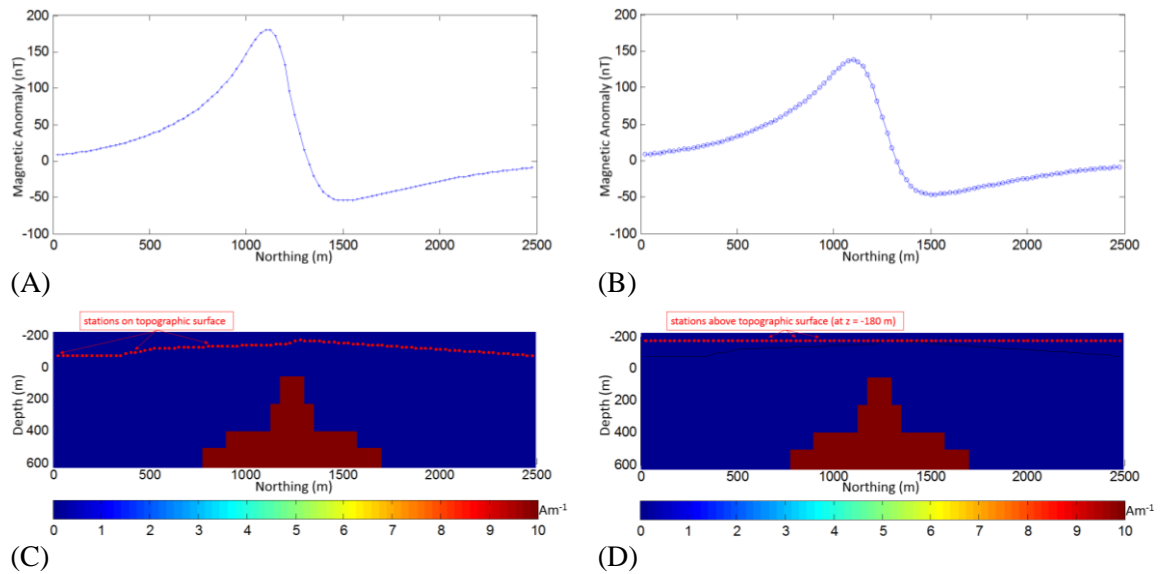 200
150
100
50
0
-50
-100
Magnetic Anomaly (nT)
0 500 1000 1500 2000 2500
Northing (m)
(A)
200
150
100
50
0
-50
-100
Magnetic Anomaly (nT)
0 500 1000 1500 2000 2500
Northing (m)
(B)
stations on topographic surface
-200
0
200
400
600
Depth (m)
0 500 1000 1500 2000 2500
Northing (m)
0 1 2 3 4 5 6 7 8 9 10
Am⁻¹
(C)
stations above topographic surface (at z = -180 m)
-200
0
200
400
600
Depth (m)
0 500 1000 1500 2000 2500
Northing (m)
0 1 2 3 4 5 6 7 8 9 10
Am⁻¹
(D)